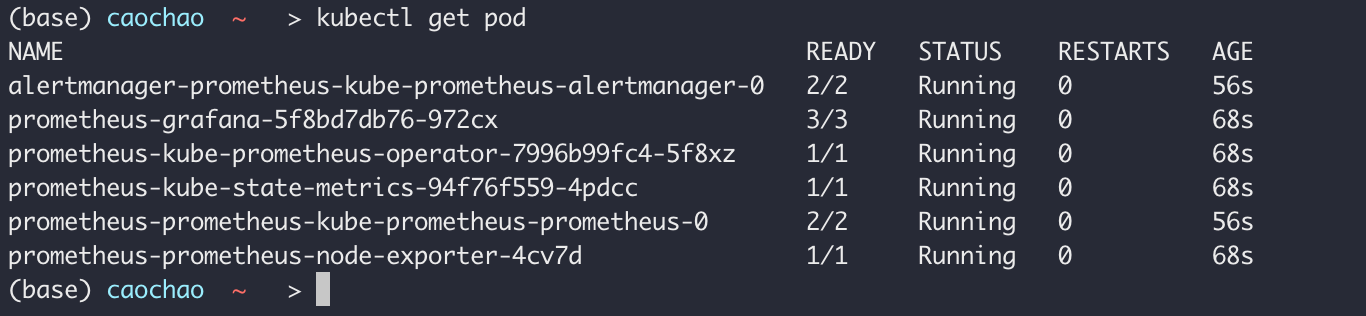 (base) caochao ~ > kubectl get pod
NAME READY STATUS RESTARTS AGE
alertmanager-prometheus-kube-prometheus-alertmanager-0 2/2 Running 0 56s
prometheus-grafana-5f8bd7db76-972cx 3/3 Running 0 68s
prometheus-kube-prometheus-operator-7996b99fc4-5f8xz 1/1 Running 0 68s
prometheus-kube-state-metrics-94f76f559-4pdcc 1/1 Running 0 68s
prometheus-prometheus-kube-prometheus-prometheus-0 2/2 Running 0 56s
prometheus-prometheus-node-exporter-4cv7d 1/1 Running 0 68s
(base) caochao ~ >